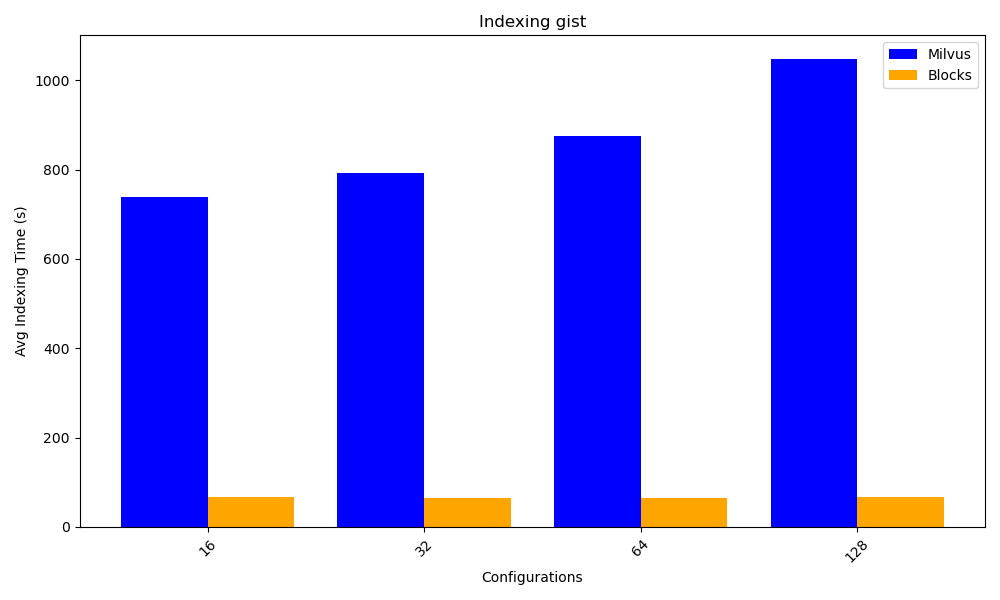 Indexing gist
Milvus
Blocks
Avg Indexing Time (s)
1000
800
600
400
200
0
16
32
64
128
Configurations